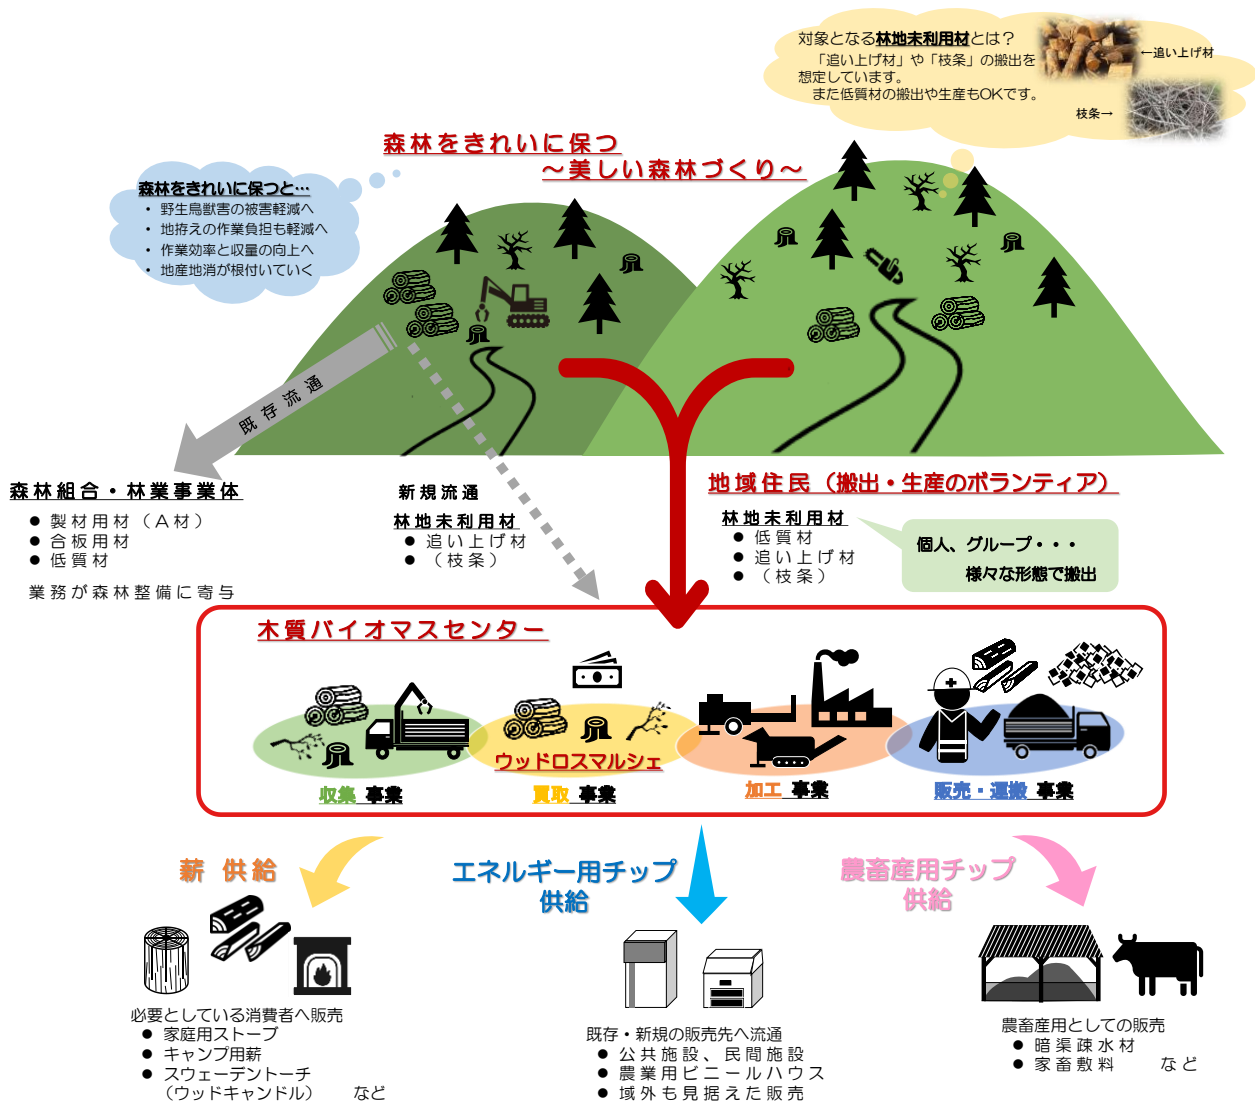 対象となる林地未利用材とは？
「追い上げ材」や「枝条」の搬出を
想定しています。
また低質材の搬出や生産もOKです。
←追い上げ材
枝条→
森林をきれいに保つ
～美しい森林づくり～
森林をきれいに保つと…
・ 野生鳥獣害の被害軽減へ
・ 地拵えの作業負担も軽減へ
・ 作業効率と収量の向上へ
・ 地産地消が根付いていく
既存流通
森林組合・林業事業体
● 製材用材（A材）
● 合板用材
● 低質材
業務が森林整備に寄与
新規流通
林地未利用材
● 追い上げ材
● （枝条）
地域住民（搬出・生産のボランティア）
林地未利用材
● 低質材
● 追い上げ材
● （枝条）
個人、グループ・・・
様々な形態で搬出
木質バイオマスセンター
ウッドロスマルシェ
収集 事業
買取 事業
加工 事業
販売・運搬 事業
薪 供給
必要としている消費者へ販売
● 家庭用ストーブ
● キャンプ用薪
● スウェーデントーチ
（ウッドキャンドル） など
エネルギー用チップ
供給
既存・新規の販売先へ流通
● 公共施設、民間施設
● 農業用ビニールハウス
● 域外も見据えた販売
農畜産用チップ
供給
農畜産用としての販売
● 暗渠疎水材
● 家畜敷料 など